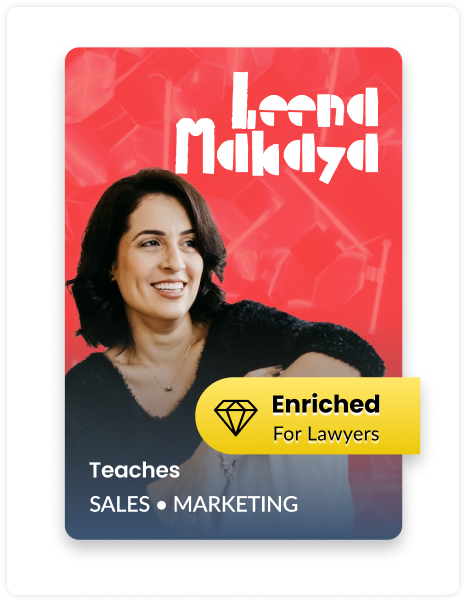 Leena
Makaya
Enriched
For Lawyers
Teaches
SALES • MARKETING